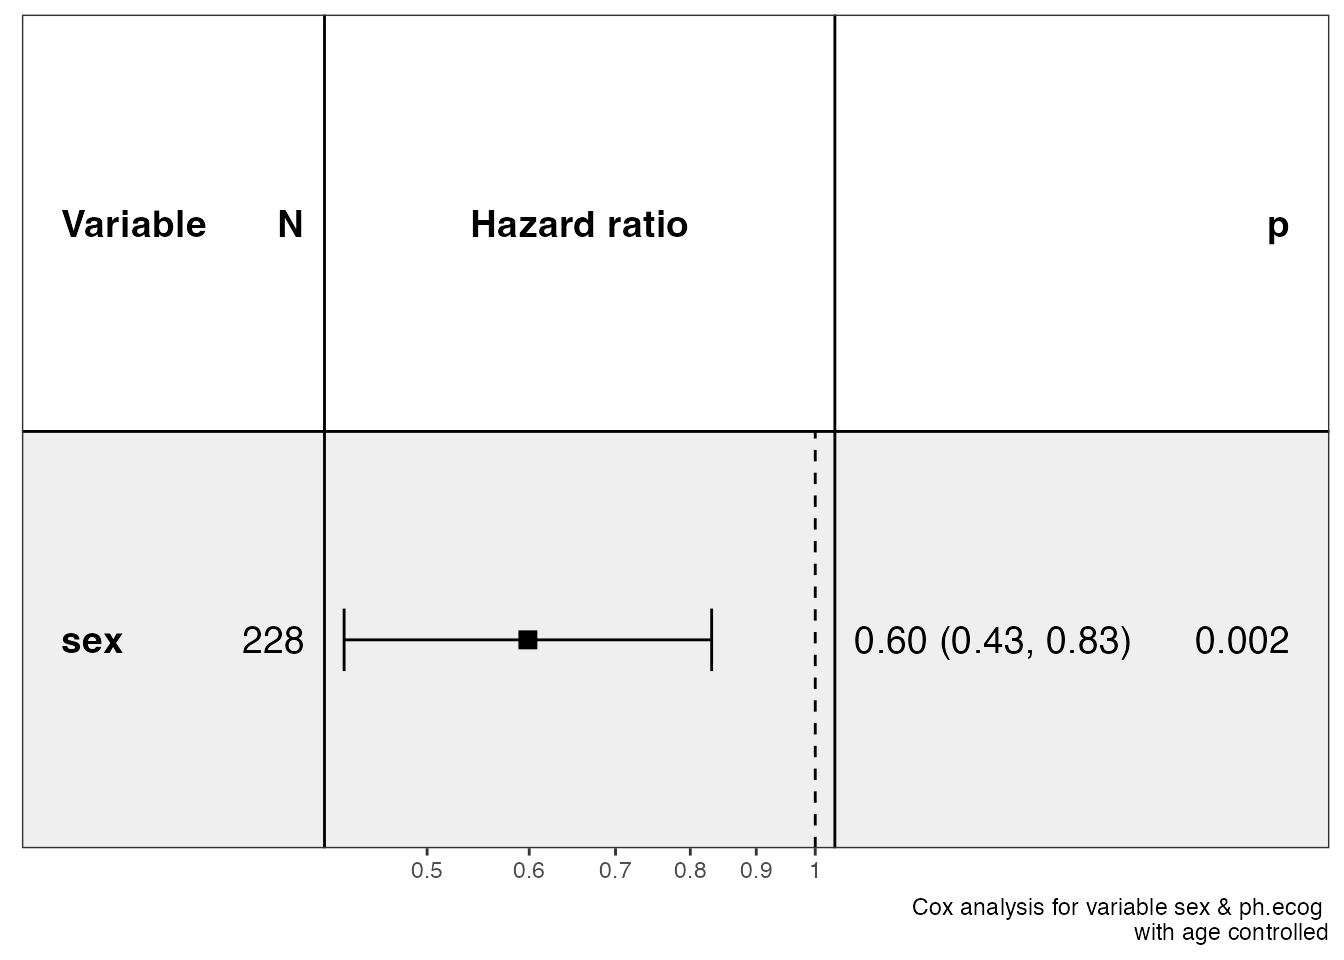 Variable N Hazard ratio p
sex 228 0.60 (0.43, 0.83) 0.002
0.5 0.6 0.7 0.8 0.9 1
Cox analysis for variable sex & ph.ecog
with age controlled